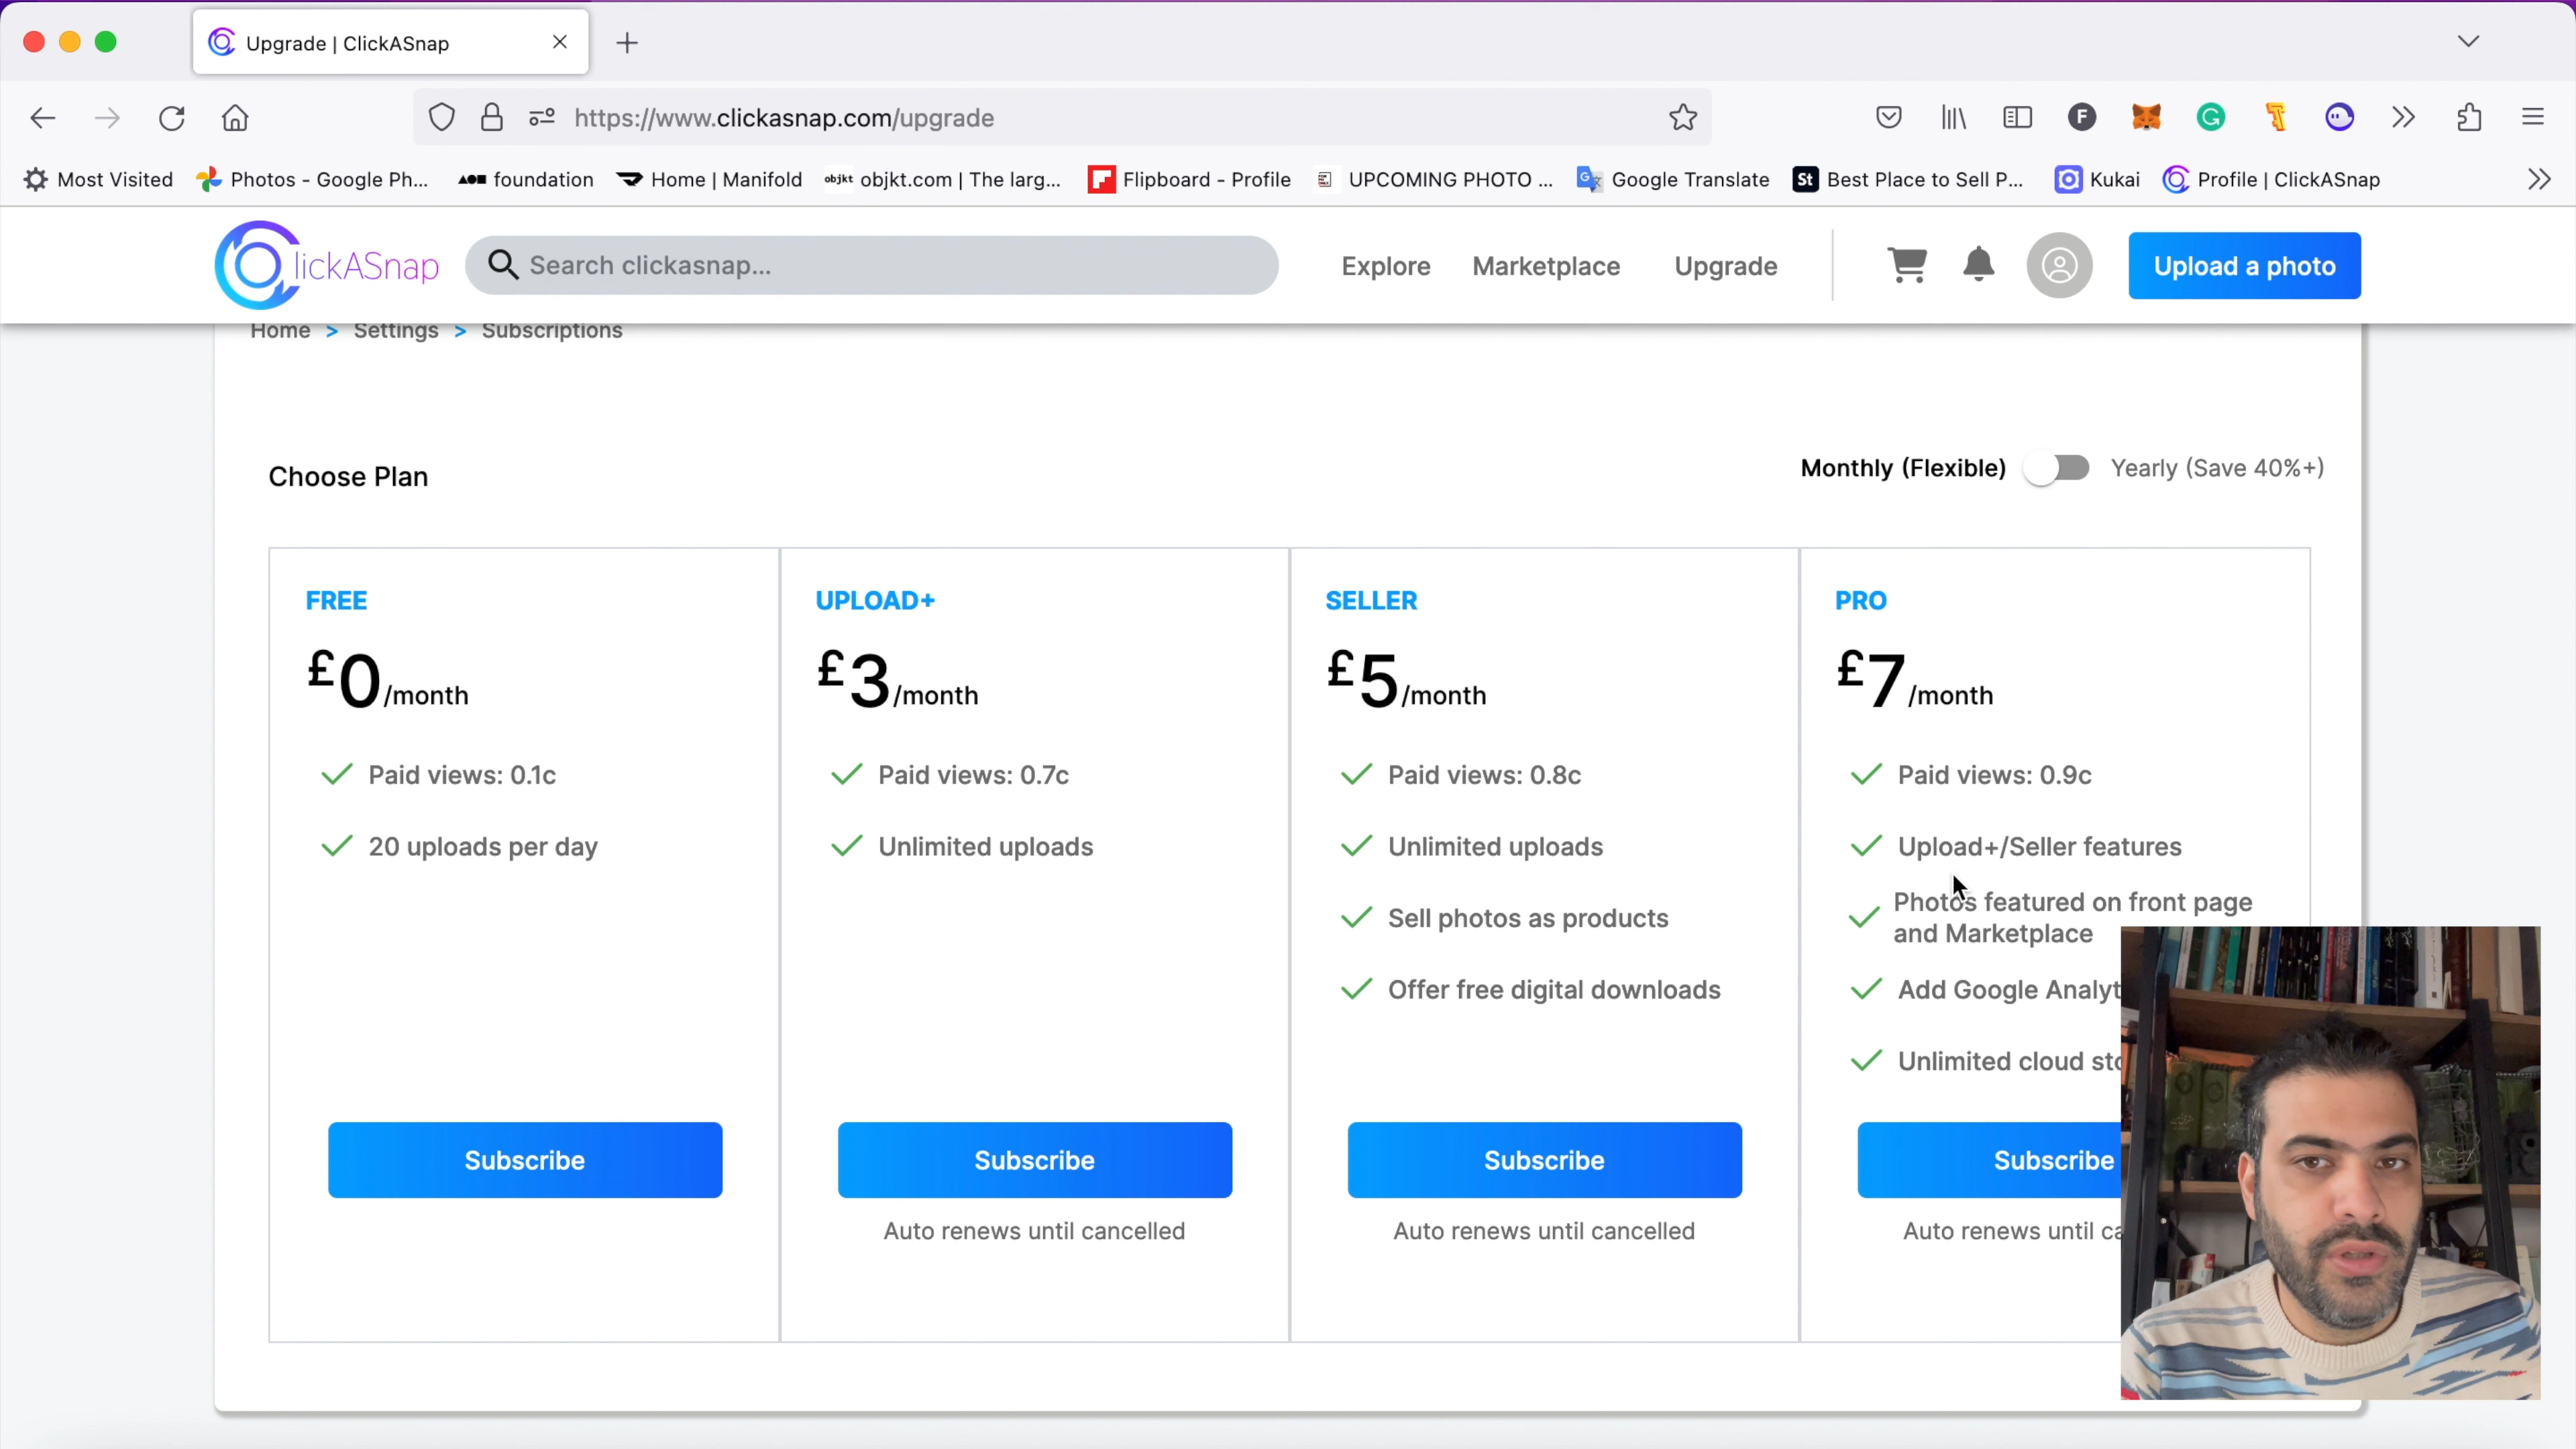 Upgrade | ClickASnap
https://www.clickasnap.com/upgrade
F
G
Most Visited
Photos - Google Ph...
foundation
Home | Manifold
objkt objkt.com | The larg...
Flipboard - Profile
UPCOMING PHOTO ...
Google Translate
St Best Place to Sell P...
Kukai
Profile | ClickASnap
lickASnap
Search clickasnap...
Explore
Marketplace
Upgrade
Upload a photo
Home > Settings > Subscriptions
Choose Plan
Monthly (Flexible)
Yearly (Save 40%+)
FREE
£0/month
Paid views: 0.1c
20 uploads per day
Subscribe
UPLOAD+
£3/month
Paid views: 0.7c
Unlimited uploads
Subscribe
Auto renews until cancelled
SELLER
£5/month
Paid views: 0.8c
Unlimited uploads
Sell photos as products
Offer free digital downloads
Subscribe
Auto renews until cancelled
PRO
£7/month
Paid views: 0.9c
Upload+/Seller features
Photos featured on front page
and Marketplace
Add Google Analyt
Unlimited cloud sto
Subscribe
Auto renews until ca